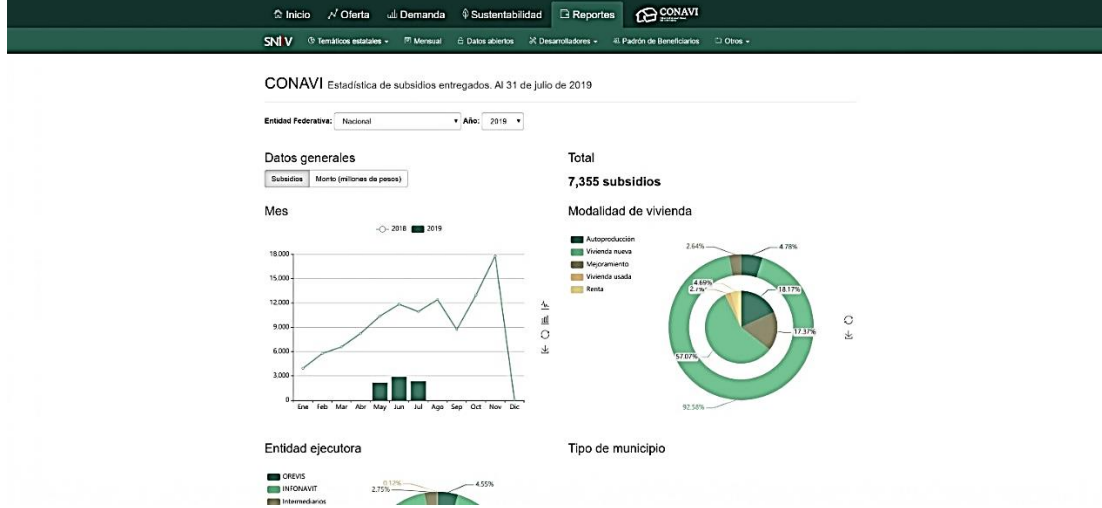 Inicio Oferta Demanda Sustentabilidad Reportes CONAVI
SNIIV Temáticos estatales Mensual Datos abiertos Desarrolladores Padrón de Beneficiarios Otros
CONAVI Estadística de subsidios entregados. Al 31 de julio de 2019
Entidad Federativa: Nacional Año: 2019
Datos generales
Subsidios Monto (millones de pesos)
Total
7,355 subsidios
Mes
2018 2019
18,000
15,000
12,000
9,000
6,000
3,000
0
Ene Feb Mar Abr May Jun Jul Ago Sep Oct Nov Dic
Modalidad de vivienda
Autoproducción
Vivienda nueva
Mejoramiento
Vivienda usada
Renta
2.64% 4.78%
4.69%
18.17%
17.37%
57.07%
92.58%
Entidad ejecutora
OREVIS
INFONAVIT
Intermediarios
0.12%
2.75% 4.55%
Tipo de municipio